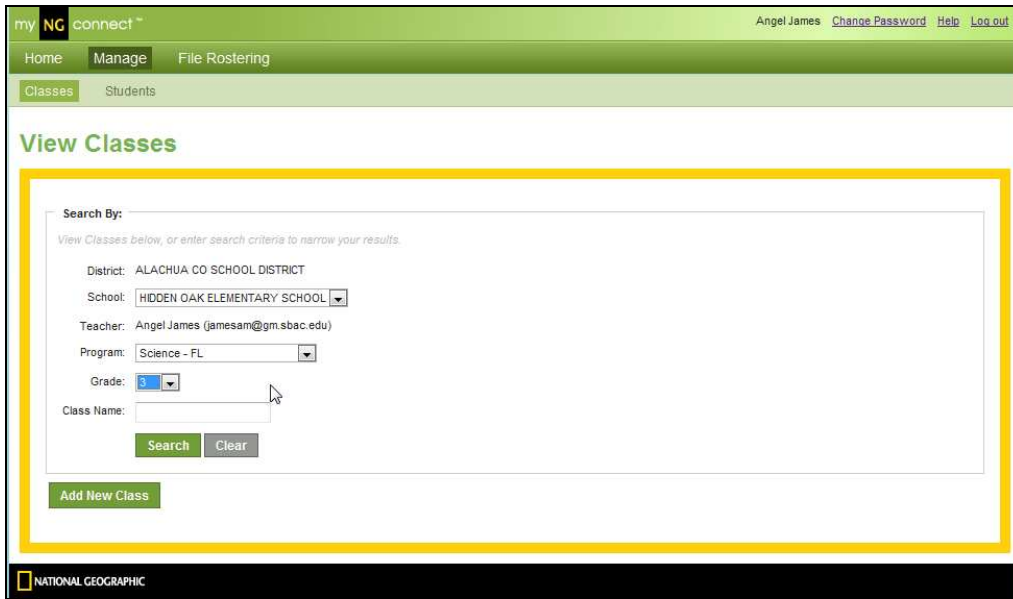 my NG connect™ Angel James Change Password Help Log out
Home Manage File Rostering
Classes Students
View Classes
Search By:
View Classes below, or enter search criteria to narrow your results.
District: ALACHUA CO SCHOOL DISTRICT
School: HIDDEN OAK ELEMENTARY SCHOOL
Teacher: Angel James (jamesam@gm.sbac.edu)
Program: Science - FL
Grade: 3
Class Name:
Search Clear
Add New Class
NATIONAL GEOGRAPHIC